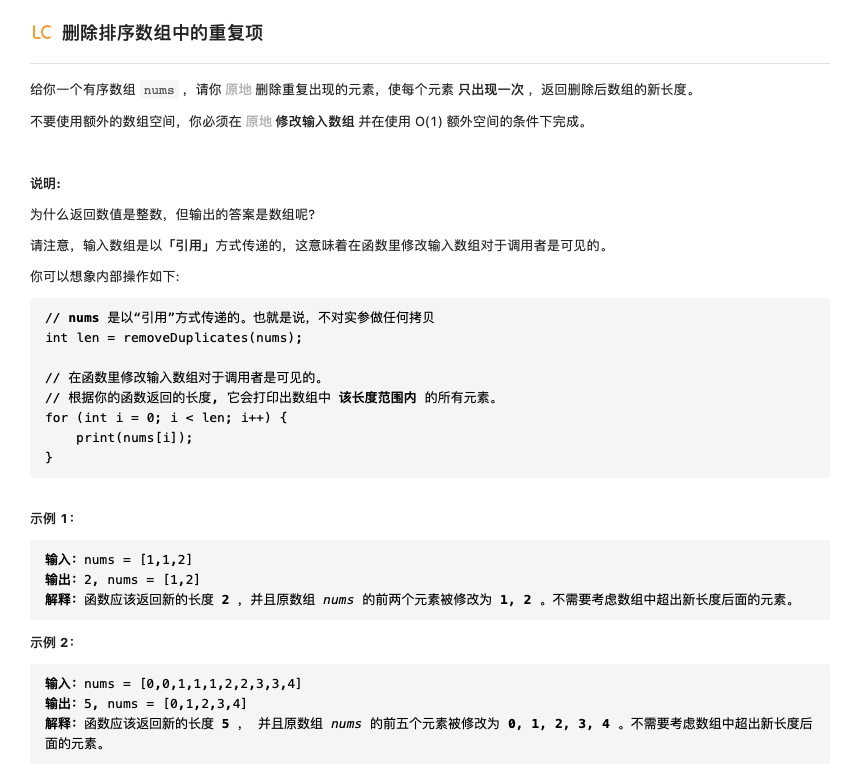 LC 删除排序数组中的重复项
给你一个有序数组 nums ，请你 原地 删除重复出现的元素，使每个元素 只出现一次 ，返回删除后数组的新长度。
不要使用额外的数组空间，你必须在 原地 修改输入数组 并在使用 O(1) 额外空间的条件下完成。
说明:
为什么返回数值是整数，但输出的答案是数组呢?
请注意，输入数组是以「引用」方式传递的，这意味着在函数里修改输入数组对于调用者是可见的。
你可以想象内部操作如下:
// nums 是以“引用”方式传递的。也就是说，不对实参做任何拷贝
int len = removeDuplicates(nums);
// 在函数里修改输入数组对于调用者是可见的。
// 根据你的函数返回的长度, 它会打印出数组中 该长度范围内 的所有元素。
for (int i = 0; i < len; i++) {
    print(nums[i]);
}
示例 1：
输入：nums = [1,1,2]
输出：2, nums = [1,2]
解释：函数应该返回新的长度 2 ，并且原数组 nums 的前两个元素被修改为 1, 2 。不需要考虑数组中超出新长度后面的元素。
示例 2：
输入：nums = [0,0,1,1,1,2,2,3,3,4]
输出：5, nums = [0,1,2,3,4]
解释：函数应该返回新的长度 5 ， 并且原数组 nums 的前五个元素被修改为 0, 1, 2, 3, 4 。不需要考虑数组中超出新长度后
面的元素。